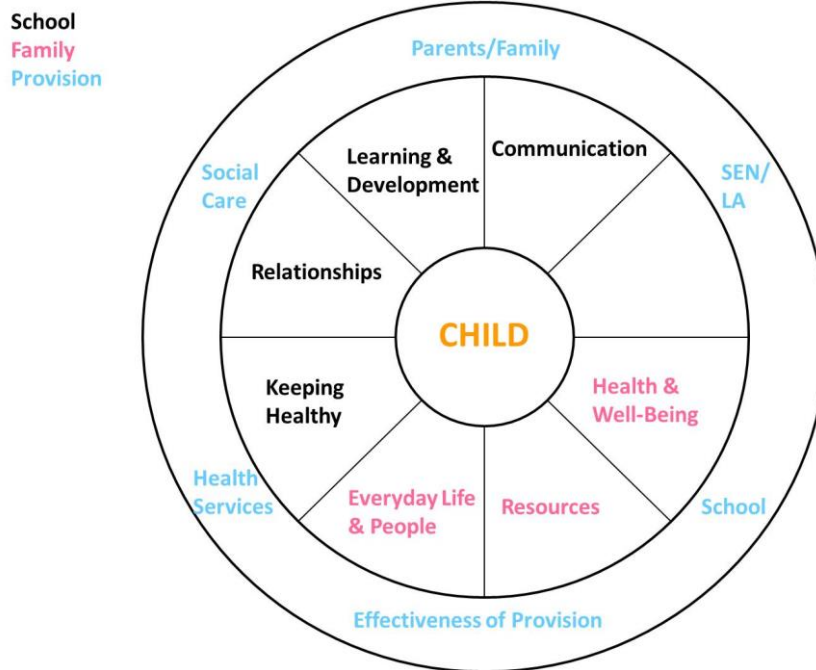 School
Family
Provision
Parents/Family
Learning &
Development
Communication
Social
Care
SEN/
LA
Relationships
CHILD
Keeping
Healthy
Health &
Well-Being
Health
Services
Everyday Life
& People
Resources
School
Effectiveness of Provision